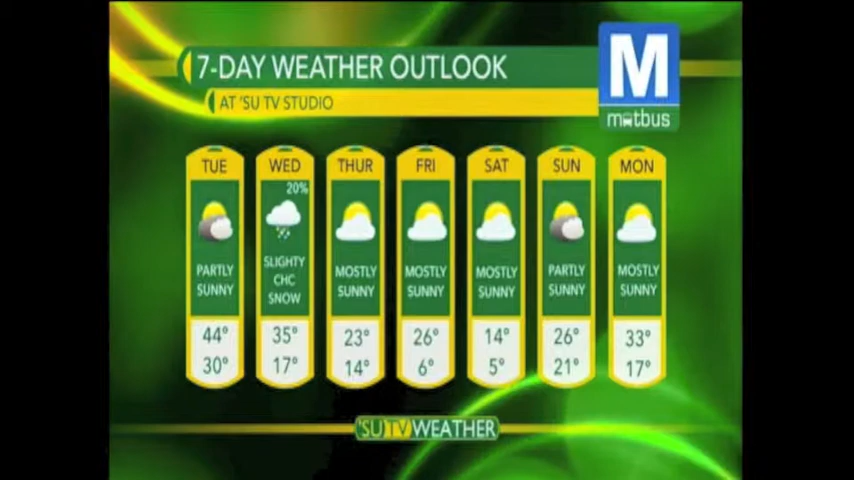 7-DAY WEATHER OUTLOOK
AT 'SU TV STUDIO
M
matbus
TUE
PARTLY
SUNNY
44°
30°
WED
20%
SLIGHTY
CHC
SNOW
35°
17°
THUR
MOSTLY
SUNNY
23°
14°
FRI
MOSTLY
SUNNY
26°
6°
SAT
MOSTLY
SUNNY
14°
5°
SUN
PARTLY
SUNNY
26°
21°
MON
MOSTLY
SUNNY
33°
17°
'SU TV WEATHER